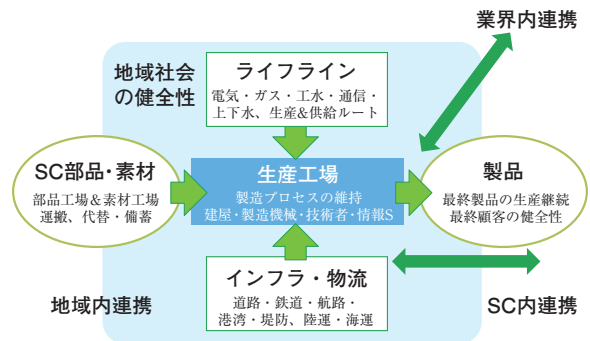 業界内連携
地域社会
の健全性
ライフライン
電気・ガス・工水・通信・
上下水、生産&供給ルート
SC部品・素材
部品工場&素材工場
運搬、代替・備蓄
生産工場
製造プロセスの維持
建屋・製造機械・技術者・情報S
製品
最終製品の生産継続
最終顧客の健全性
インフラ・物流
道路・鉄道・航路・
港湾・堤防、陸運・海運
地域内連携
SC内連携